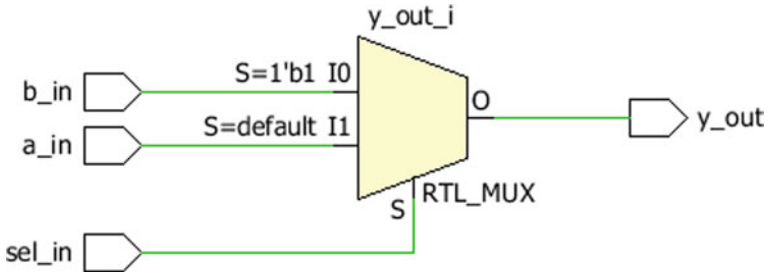 y_out_i
b_in
S=1'b1 I0
O
y_out
a_in
S=default I1
S
RTL_MUX
sel_in